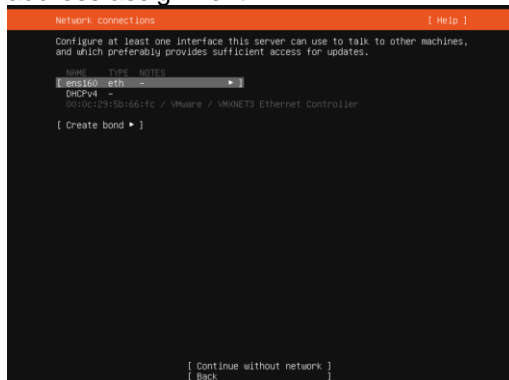 address assignment.
Network connections [ Help ]
Configure at least one interface this server can use to talk to other machines,
and which preferably provides sufficient access for updates.
NAME TYPE NOTES
[ ens160 eth - ▸ ]
DHCPv4 -
00:0c:29:5b:66:fc / VMware / VMXNET3 Ethernet Controller
[ Create bond ▸ ]
[ Continue without network ]
[ Back ]